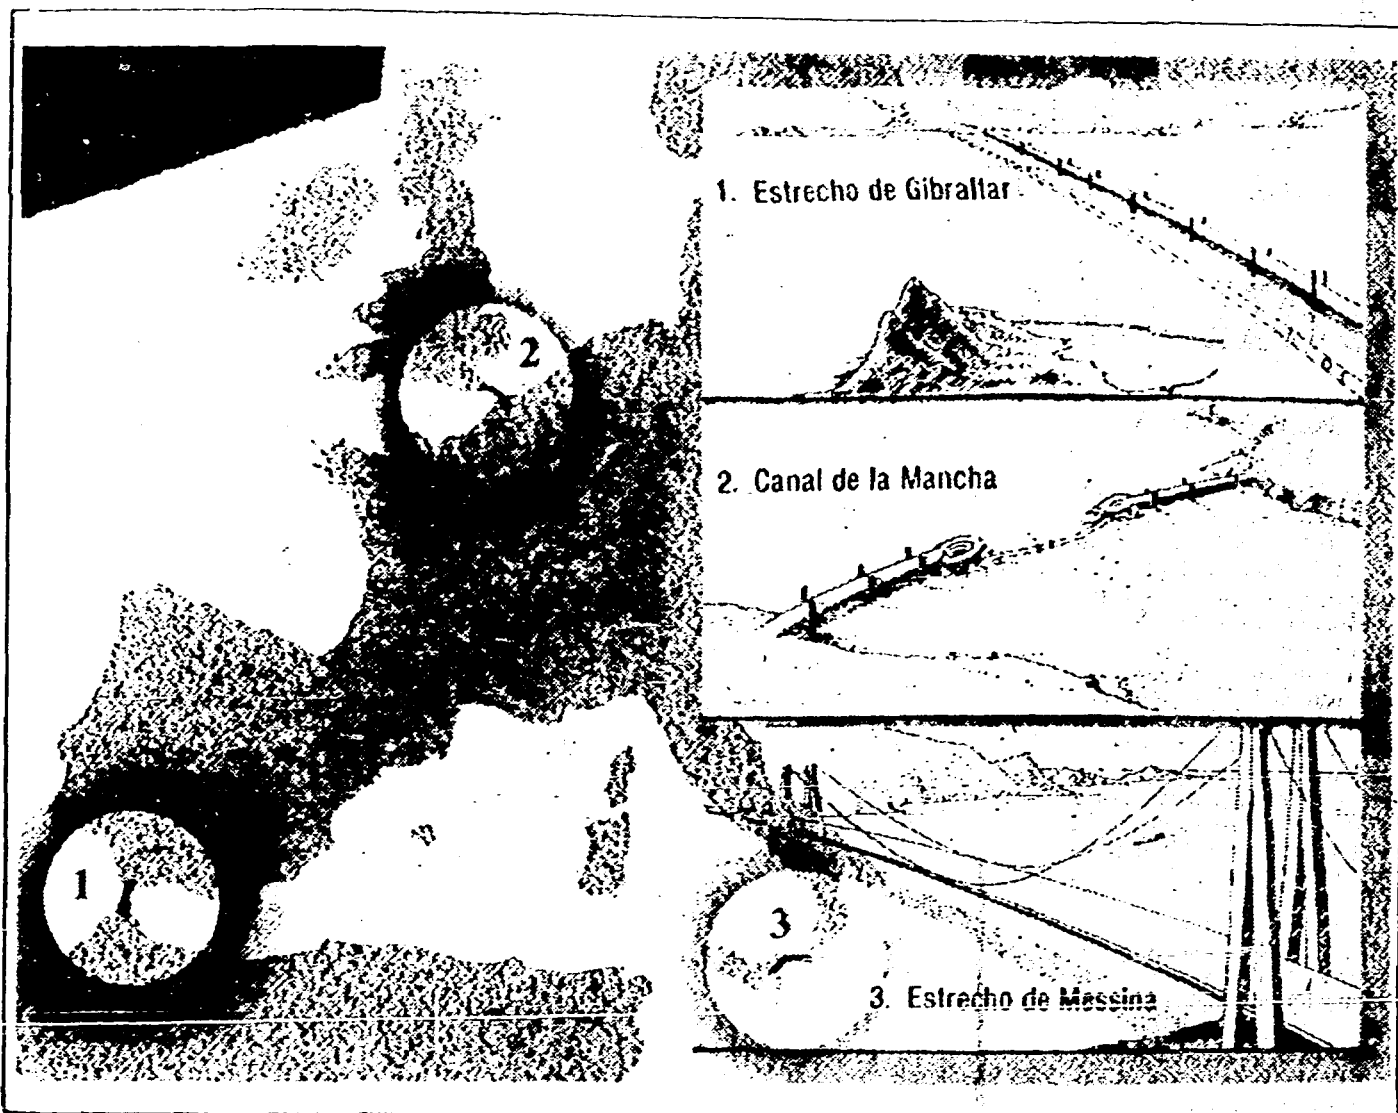 1. Estrecho de Gibraltar
2
2. Canal de la Mancha
1
3
3. Estrecho de Messina